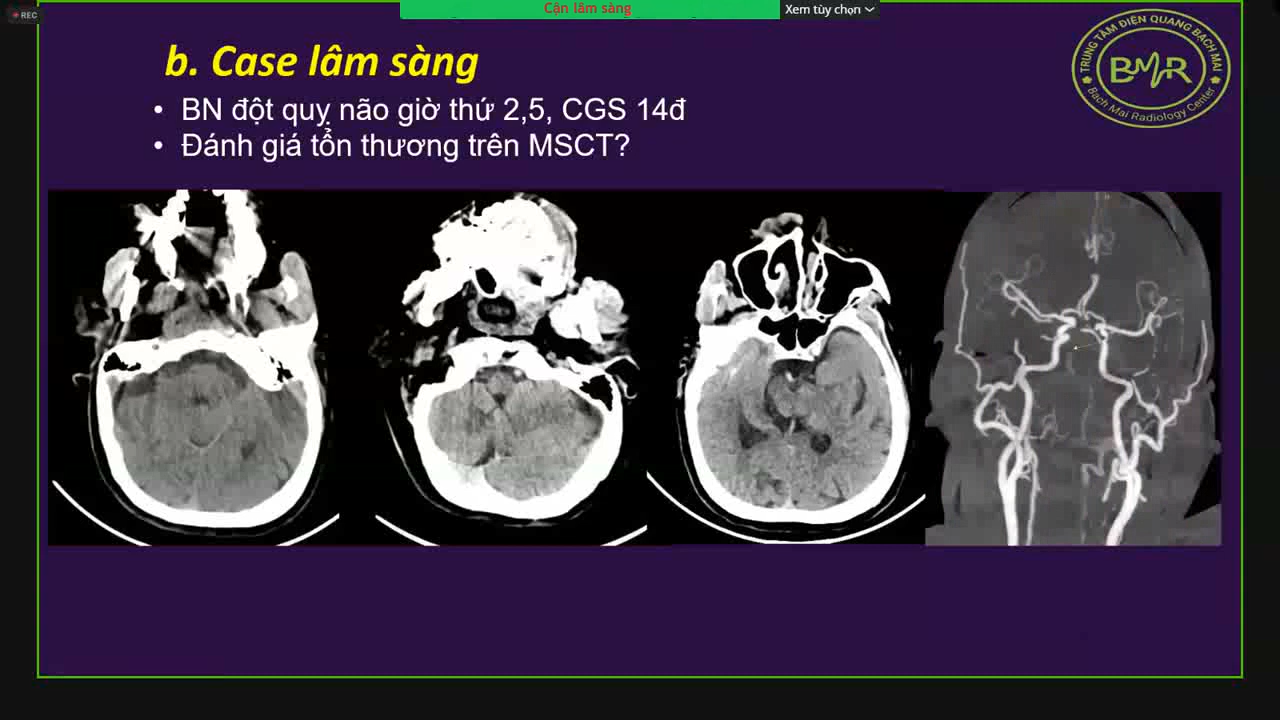 REC
Cận lâm sàng
Xem tùy chọn
b. Case lâm sàng
• BN đột quỵ não giờ thứ 2,5, CGS 14đ
• Đánh giá tổn thương trên MSCT?
TRUNG TÂM ĐIỆN QUANG BẠCH MAI
BMR
Bach Mai Radiology Center